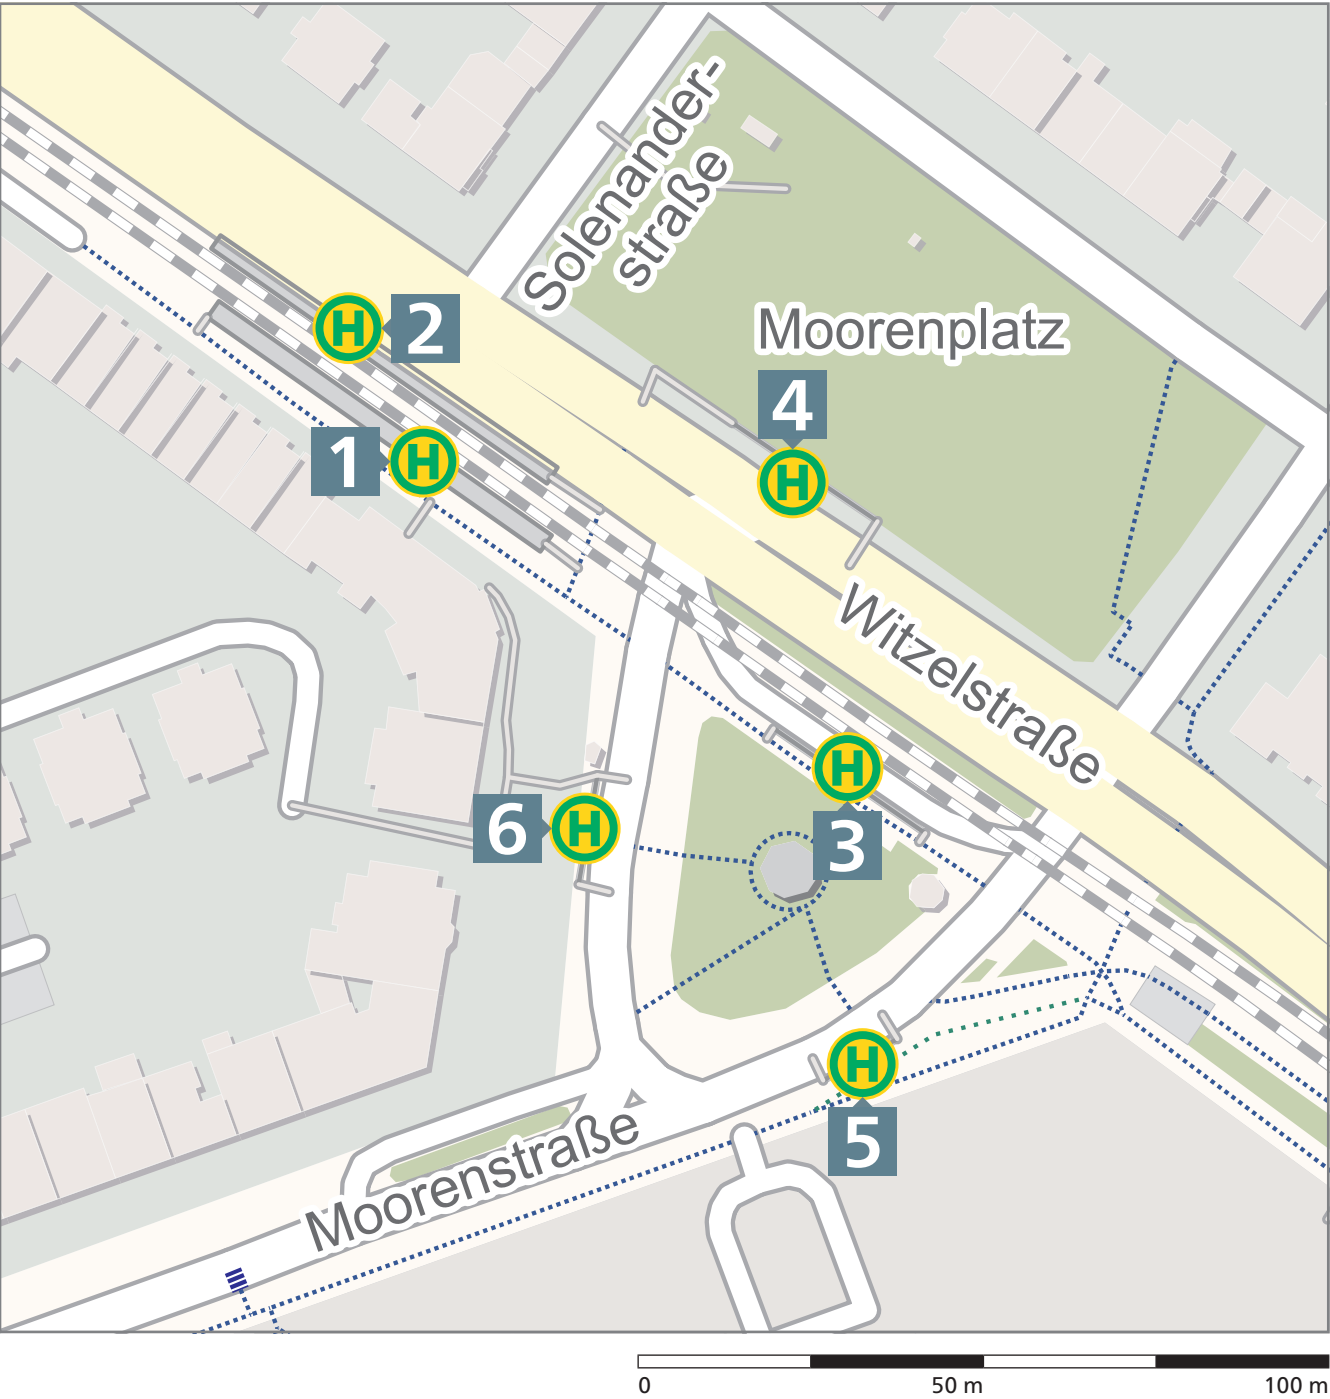 Solenander-
straße
Moorenplatz
H 2
4
H
1 H
Witzelstraße
H
3
6 H
H
5
Moorenstraße
0 50 m 100 m